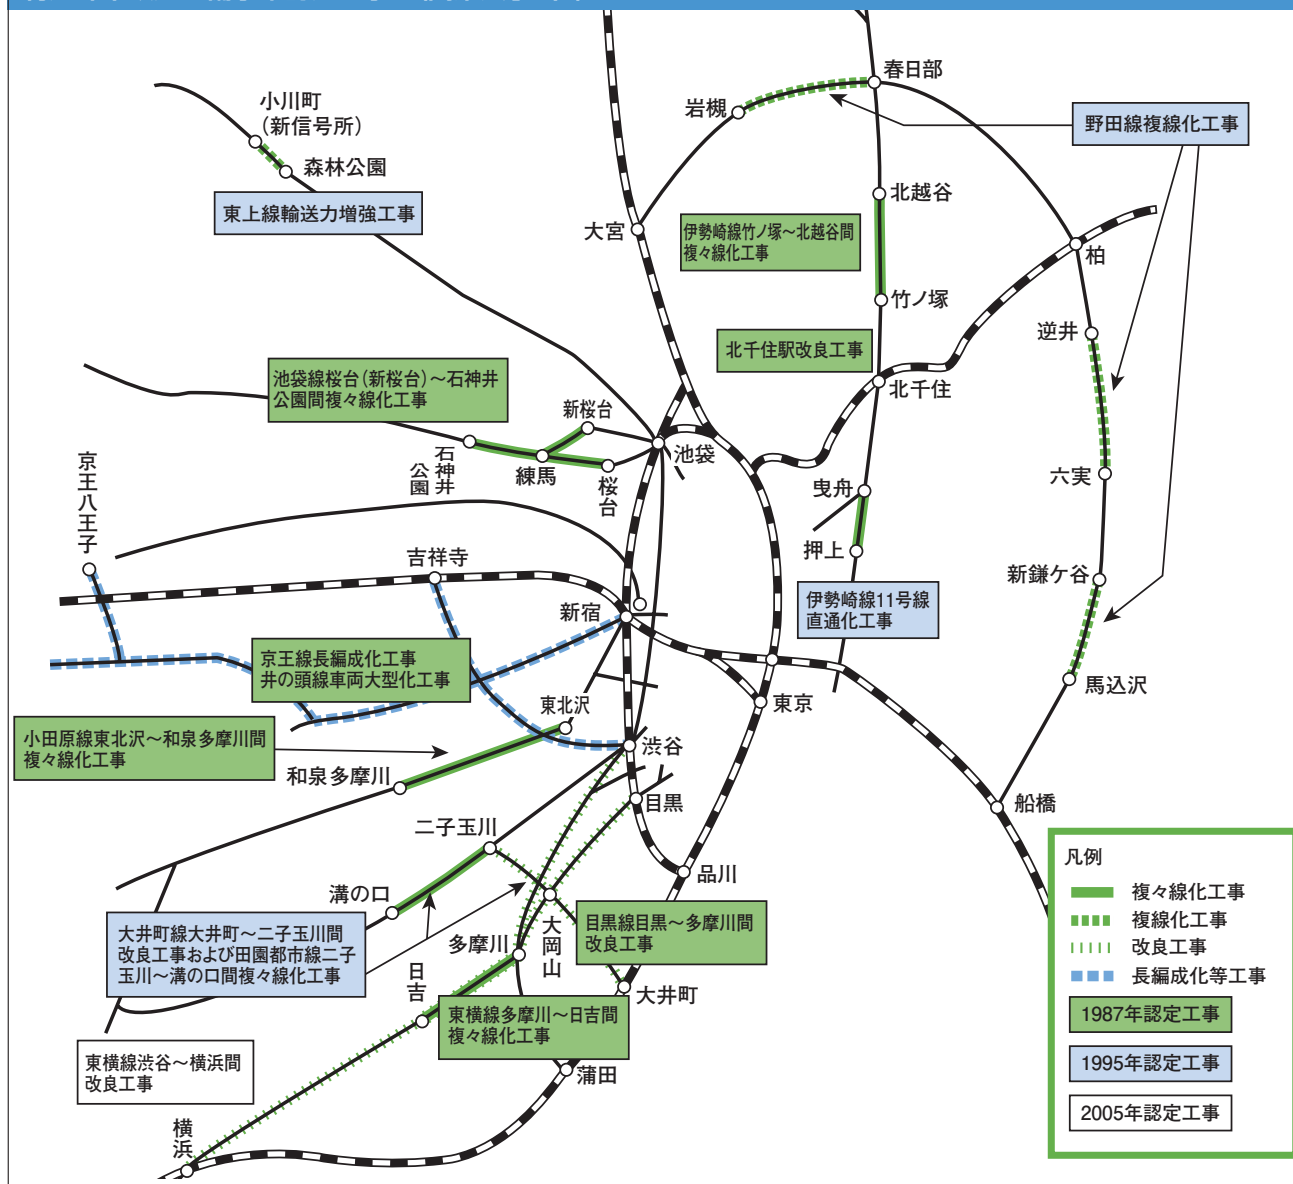 小川町
（新信号所）
森林公園
東上線輸送力増強工事
岩槻
春日部
野田線複線化工事
北越谷
大宮
伊勢崎線竹ノ塚～北越谷間
複々線化工事
柏
竹ノ塚
逆井
北千住駅改良工事
北千住
池袋線桜台（新桜台）～石神井
公園間複々線化工事
新桜台
池袋
石神井
公園
練馬
桜台
六実
曳舟
押上
京王八王子
吉祥寺
新宿
新鎌ケ谷
伊勢崎線11号線
直通化工事
京王線長編成化工事
井の頭線車両大型化工事
馬込沢
東京
東北沢
小田原線東北沢～和泉多摩川間
複々線化工事
渋谷
和泉多摩川
目黒
船橋
二子玉川
品川
溝の口
大井町線大井町～二子玉川間
改良工事および田園都市線二子
玉川～溝の口間複々線化工事
多摩川
大岡山
目黒線目黒～多摩川間
改良工事
日吉
大井町
東横線多摩川～日吉間
複々線化工事
東横線渋谷～横浜間
改良工事
蒲田
横浜
凡例
複々線化工事
複線化工事
改良工事
長編成化等工事
1987年認定工事
1995年認定工事
2005年認定工事